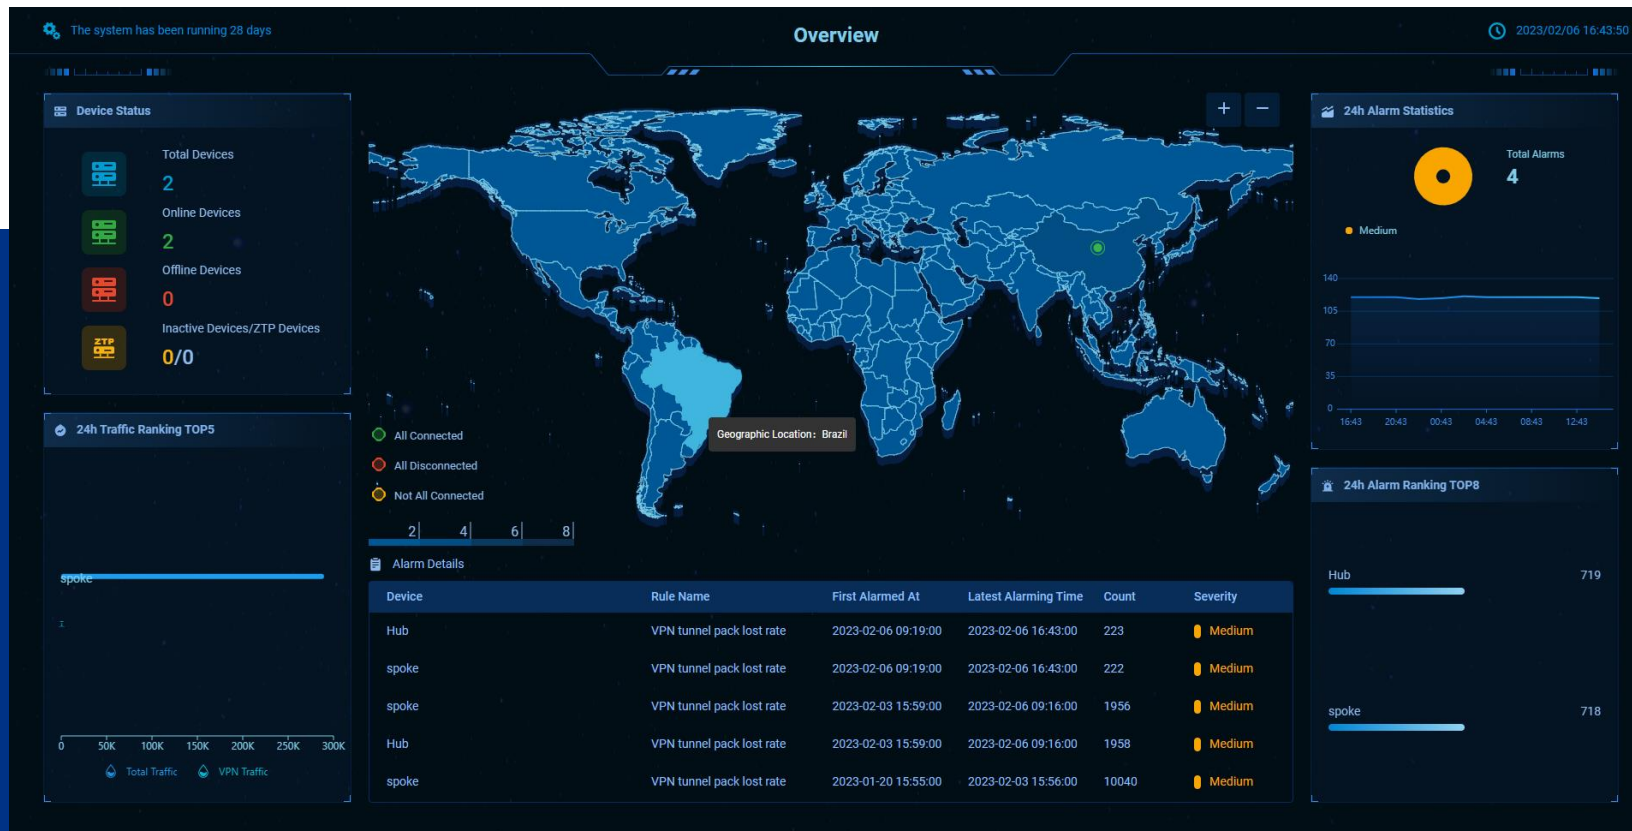 The system has been running 28 days
Overview
2023/02/06 16:43:50
Device Status
Total Devices
2
Online Devices
2
Offline Devices
0
ZTP
Inactive Devices/ZTP Devices
0/0
24h Traffic Ranking TOP5
spoke
0 50K 100K 150K 200K 250K 300K
Total Traffic VPN Traffic
+ −
Geographic Location: Brazil
All Connected
All Disconnected
Not All Connected
2 4 6 8
Alarm Details
Device Rule Name First Alarmed At Latest Alarming Time Count Severity
Hub VPN tunnel pack lost rate 2023-02-06 09:19:00 2023-02-06 16:43:00 223 Medium
spoke VPN tunnel pack lost rate 2023-02-06 09:19:00 2023-02-06 16:43:00 222 Medium
spoke VPN tunnel pack lost rate 2023-02-03 15:59:00 2023-02-06 09:16:00 1956 Medium
Hub VPN tunnel pack lost rate 2023-02-03 15:59:00 2023-02-06 09:16:00 1958 Medium
spoke VPN tunnel pack lost rate 2023-01-20 15:55:00 2023-02-03 15:56:00 10040 Medium
24h Alarm Statistics
Total Alarms
4
Medium
140
105
70
35
0
16:43 20:43 00:43 04:43 08:43 12:43
24h Alarm Ranking TOP8
Hub 719
spoke 718